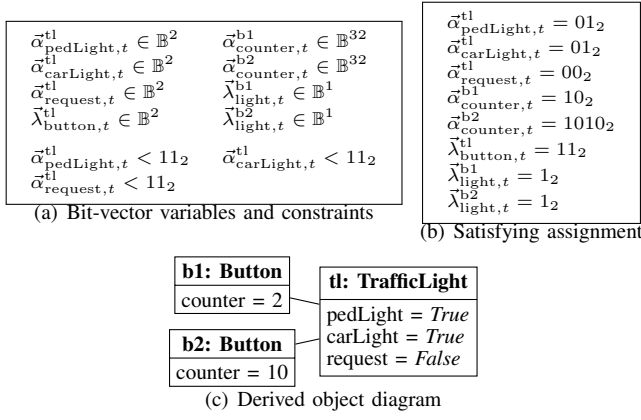 α⃗^tl_pedLight,t ∈ 𝔹^2 α⃗^b1_counter,t ∈ 𝔹^32
α⃗^tl_carLight,t ∈ 𝔹^2 α⃗^b2_counter,t ∈ 𝔹^32
α⃗^tl_request,t ∈ 𝔹^2 λ⃗^b1_light,t ∈ 𝔹^1
λ⃗^tl_button,t ∈ 𝔹^2 λ⃗^b2_light,t ∈ 𝔹^1
α⃗^tl_pedLight,t < 11_2 α⃗^tl_carLight,t < 11_2
α⃗^tl_request,t < 11_2
(a) Bit-vector variables and constraints
α⃗^tl_pedLight,t = 01_2
α⃗^tl_carLight,t = 01_2
α⃗^tl_request,t = 00_2
α⃗^b1_counter,t = 10_2
α⃗^b2_counter,t = 1010_2
λ⃗^tl_button,t = 11_2
λ⃗^b1_light,t = 1_2
λ⃗^b2_light,t = 1_2
(b) Satisfying assignment
b1: Button
counter = 2
b2: Button
counter = 10
tl: TrafficLight
pedLight = True
carLight = True
request = False
(c) Derived object diagram